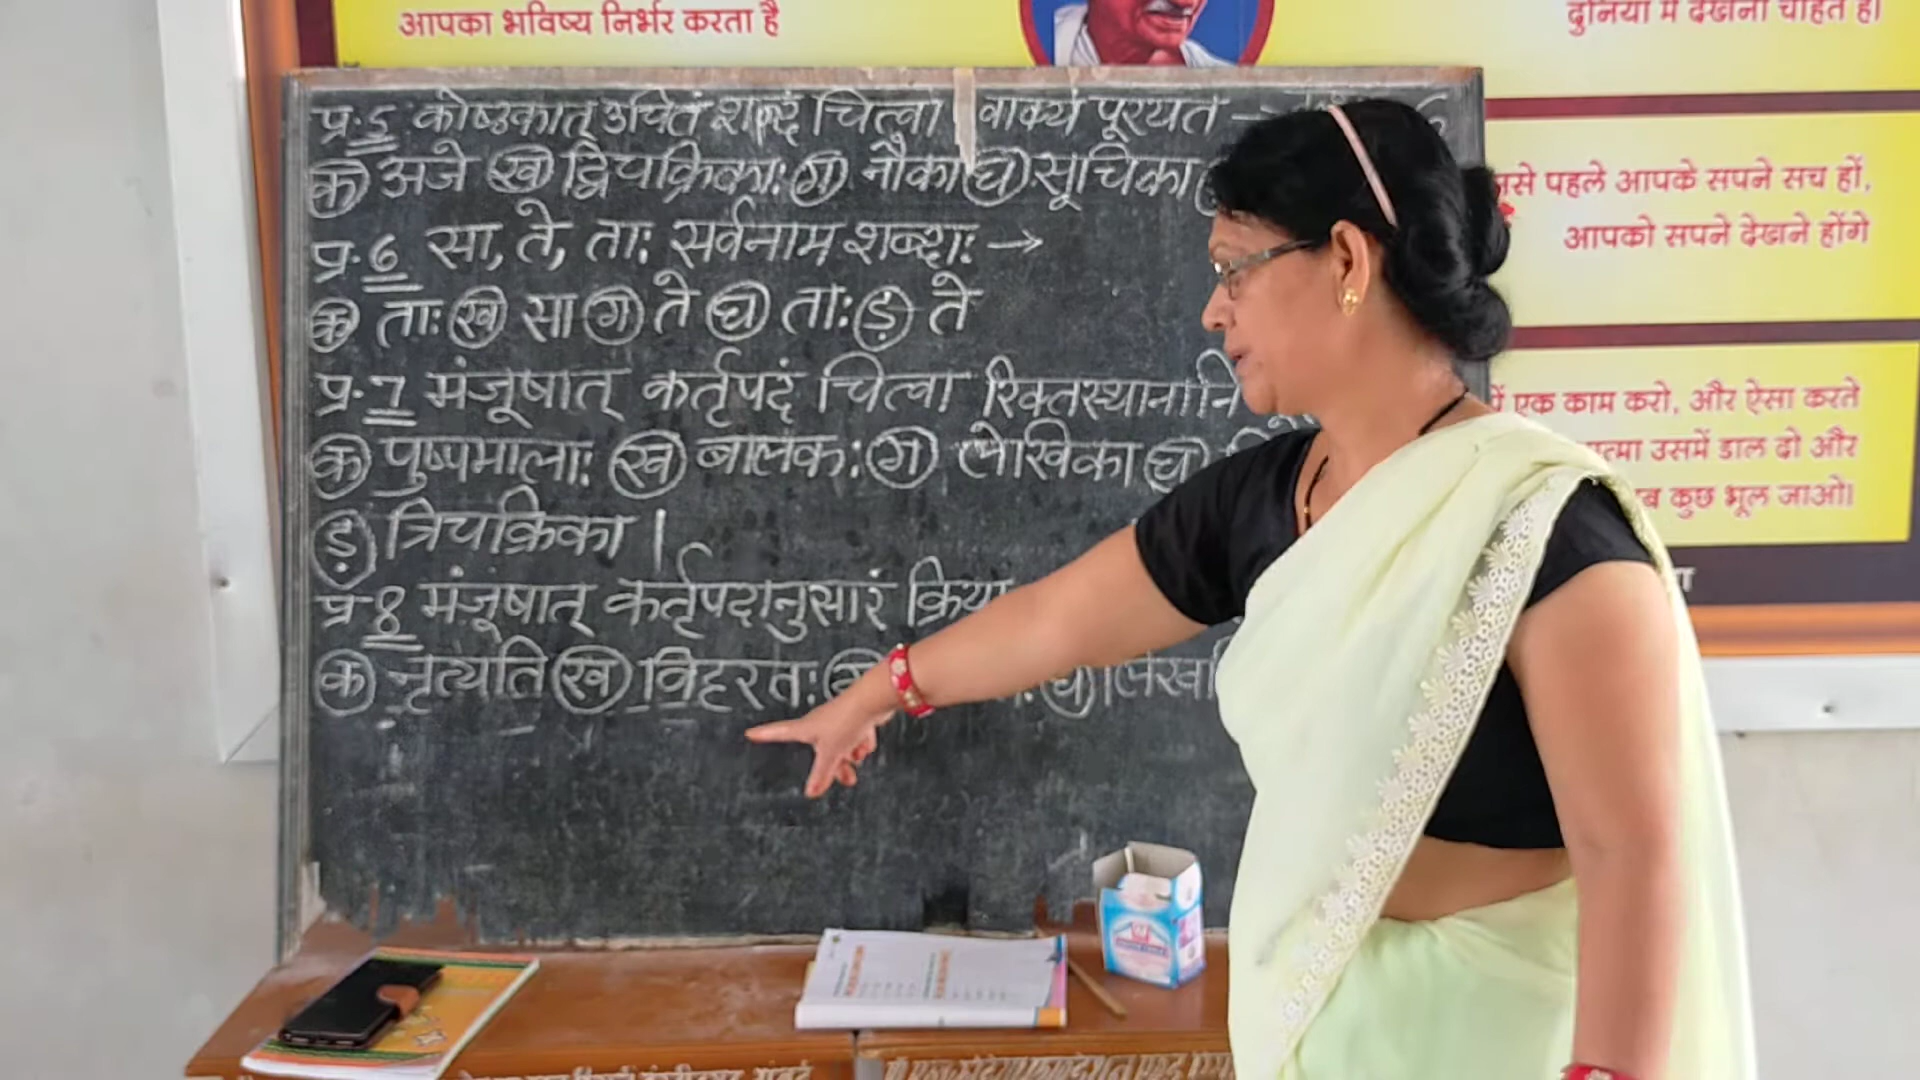 आपका भविष्य निर्भर करता है
दुनिया में देखना चाहते हैं।
प्र.5 कोष्ठकात् उचितं शब्दं चित्वा वाक्यं पूरयत –
क अजे ख द्विचक्रिका: ग नौका घ सूचिका
प्र.6 सा, ते, ता: सर्वनाम शब्दा: →
क ता: ख सा ग ते घ ता: ङ ते
प्र.7 मंजूषात् कर्तृपदं चित्वा रिक्तस्थानानि
क पुष्पमाला: ख बालक: ग लेखिका घ
ङ त्रिचक्रिका।
प्र 8 मंजूषात् कर्तृपदानुसारं क्रिया
क नृत्यति ख विहरत: घ लिखा
पहले आपके सपने सच हों,
आपको सपने देखने होंगे
एक काम करो, और ऐसा करते
उसमें डाल दो और
कुछ भूल जाओ।